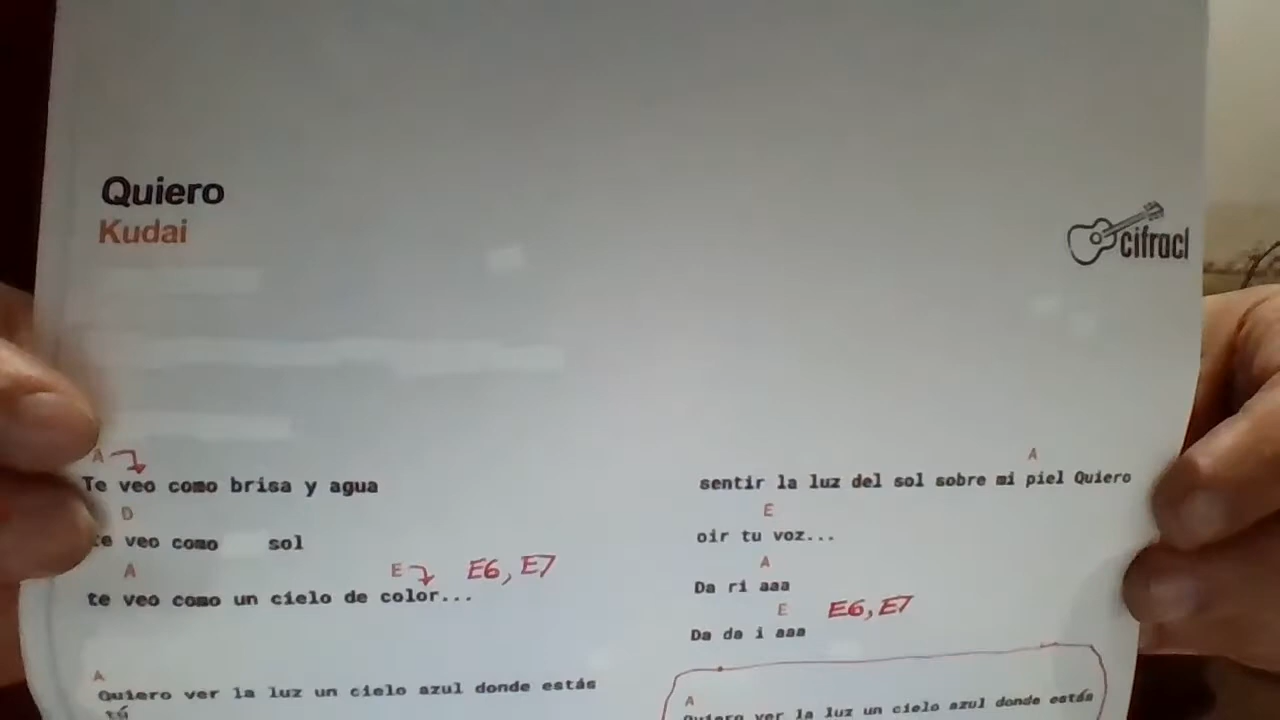 Quiero
Kudai
cifracl
A
Te veo como brisa y agua
D
te veo como sol
A E E6, E7
te veo como un cielo de color...
A
Quiero ver la luz un cielo azul donde estás
tú
A
sentir la luz del sol sobre mi piel Quiero
E
oir tu voz...
A
Da ri aaa
E E6, E7
Da da i aaa
A
Quiero ver la luz un cielo azul donde estás